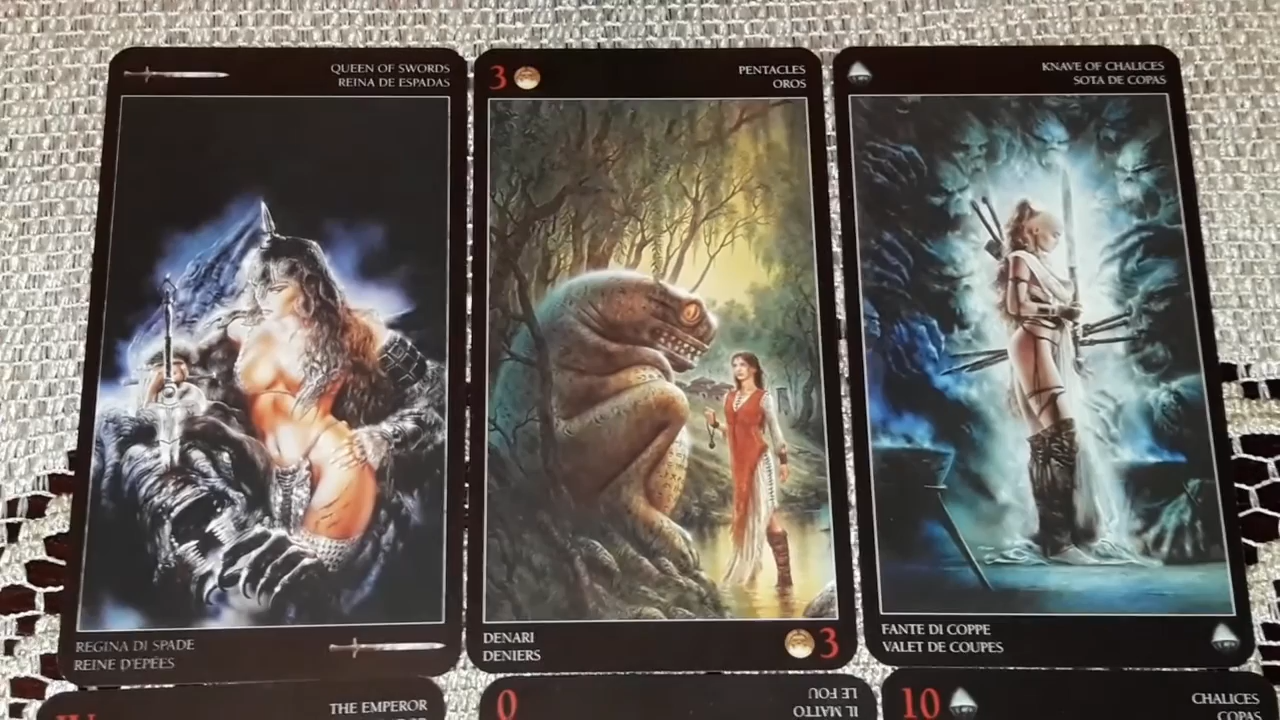 QUEEN OF SWORDS
REINA DE ESPADAS
REGINA DI SPADE
REINE D'EPÉES
3
PENTACLES
OROS
DENARI
DENIERS
3
KNAVE OF CHALICES
SOTA DE COPAS
FANTE DI COPPE
VALET DE COUPES
IV
THE EMPEROR
0
IL MATTO
LE FOU
10
CHALICES
COPAS